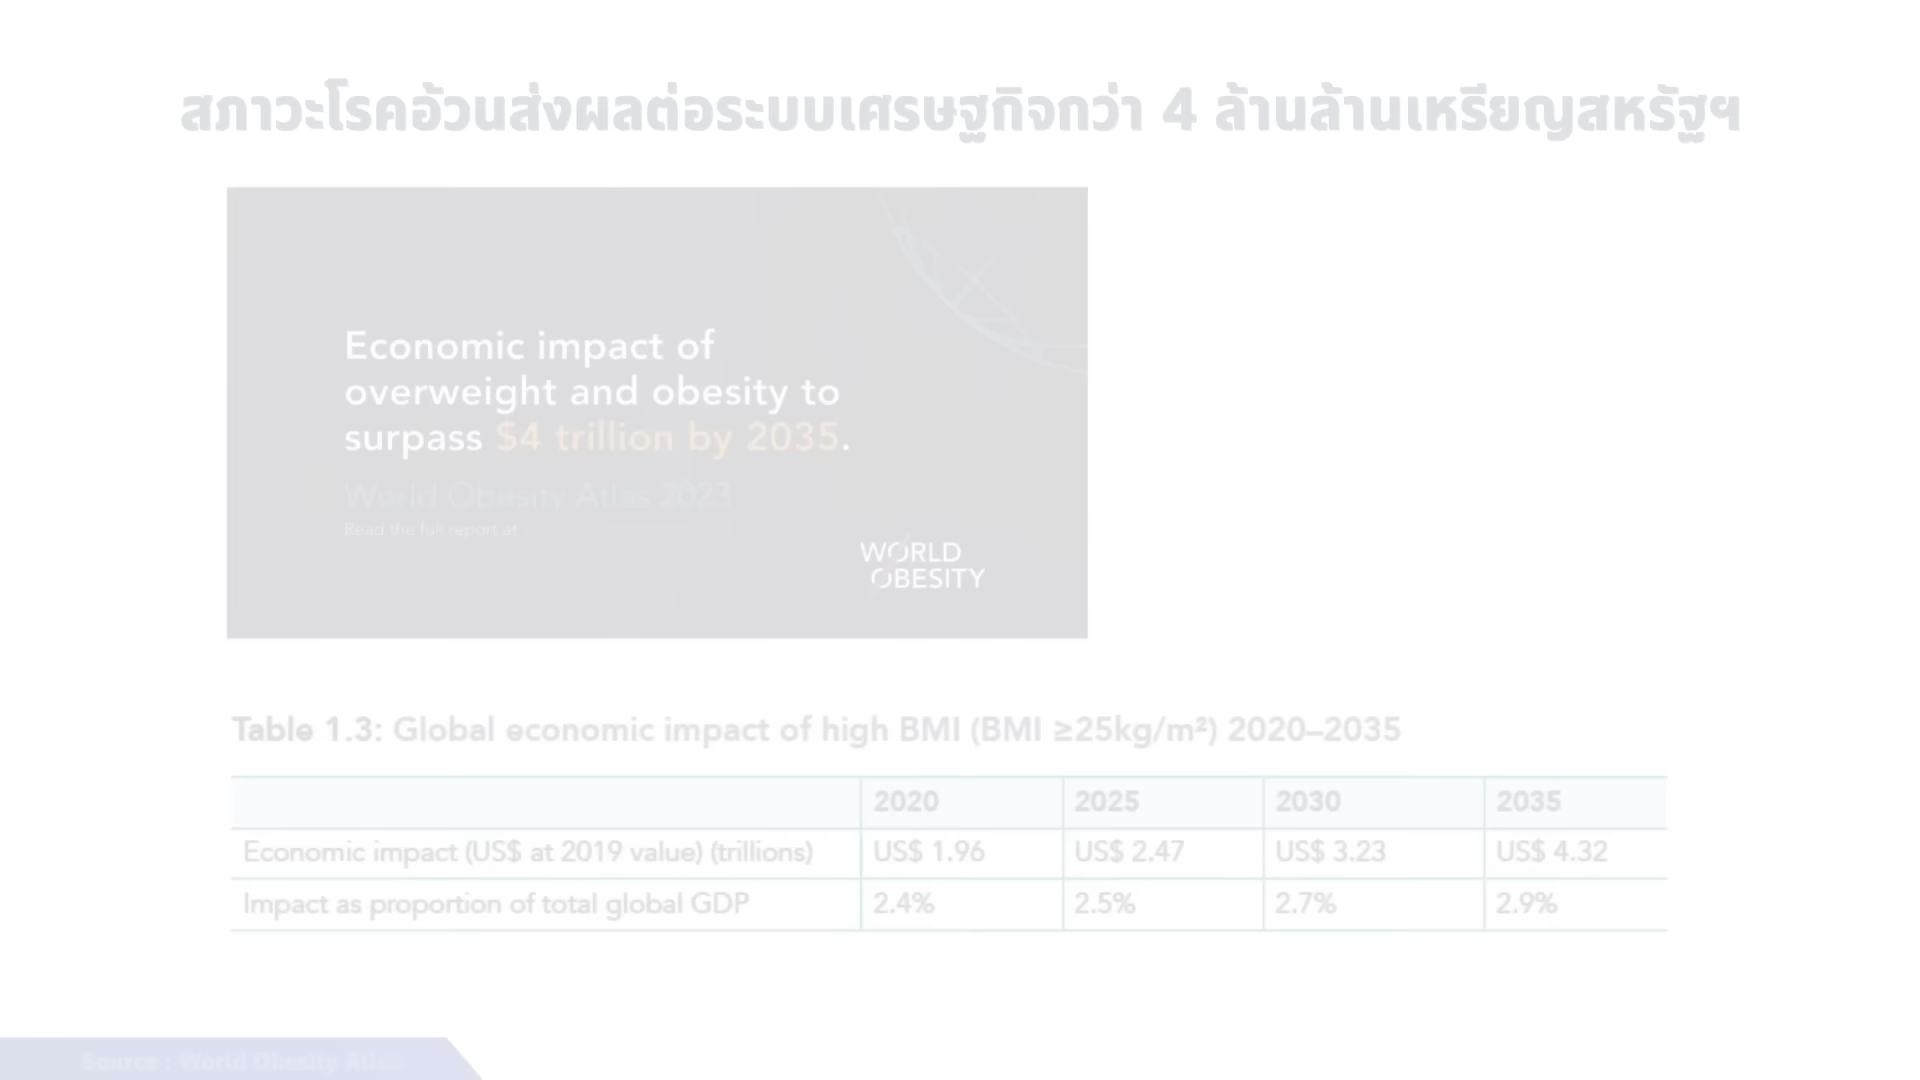 สภาวะโรคอ้วนส่งผลต่อระบบเศรษฐกิจกว่า 4 ล้านล้านเหรียญสหรัฐฯ
Economic impact of
overweight and obesity to
surpass $4 trillion by 2035.
World Obesity Atlas 2023
Read the full report at
WORLD
OBESITY
Table 1.3: Global economic impact of high BMI (BMI ≥25kg/m²) 2020–2035
2020 2025 2030 2035
Economic impact (US$ at 2019 value) (trillions) US$ 1.96 US$ 2.47 US$ 3.23 US$ 4.32
Impact as proportion of total global GDP 2.4% 2.5% 2.7% 2.9%
Source : World Obesity Atlas